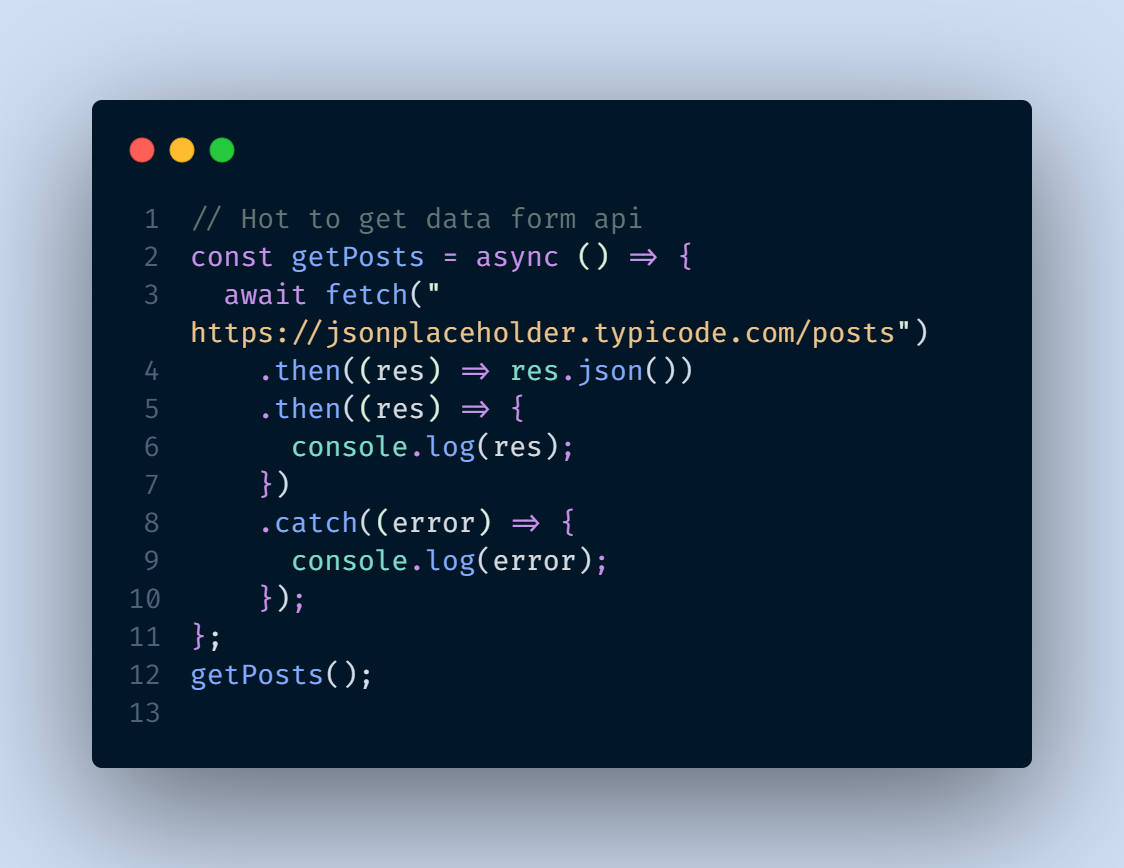 1 // Hot to get data form api
2 const getPosts = async () => {
3   await fetch("
https://jsonplaceholder.typicode.com/posts")
4     .then((res) => res.json())
5     .then((res) => {
6       console.log(res);
7     })
8     .catch((error) => {
9       console.log(error);
10     });
11 };
12 getPosts();
13